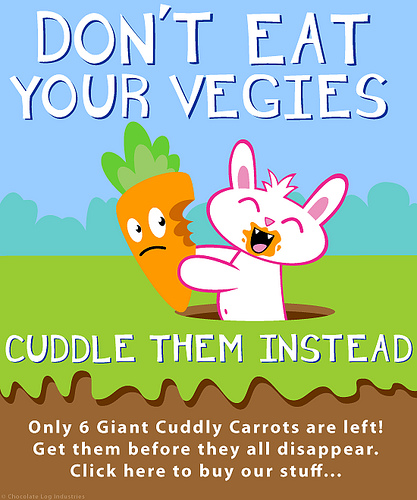 DON'T EAT
YOUR VEGIES
CUDDLE THEM INSTEAD
Only 6 Giant Cuddly Carrots are left!
Get them before they all disappear.
Click here to buy our stuff...
© Chocolate Log Industries